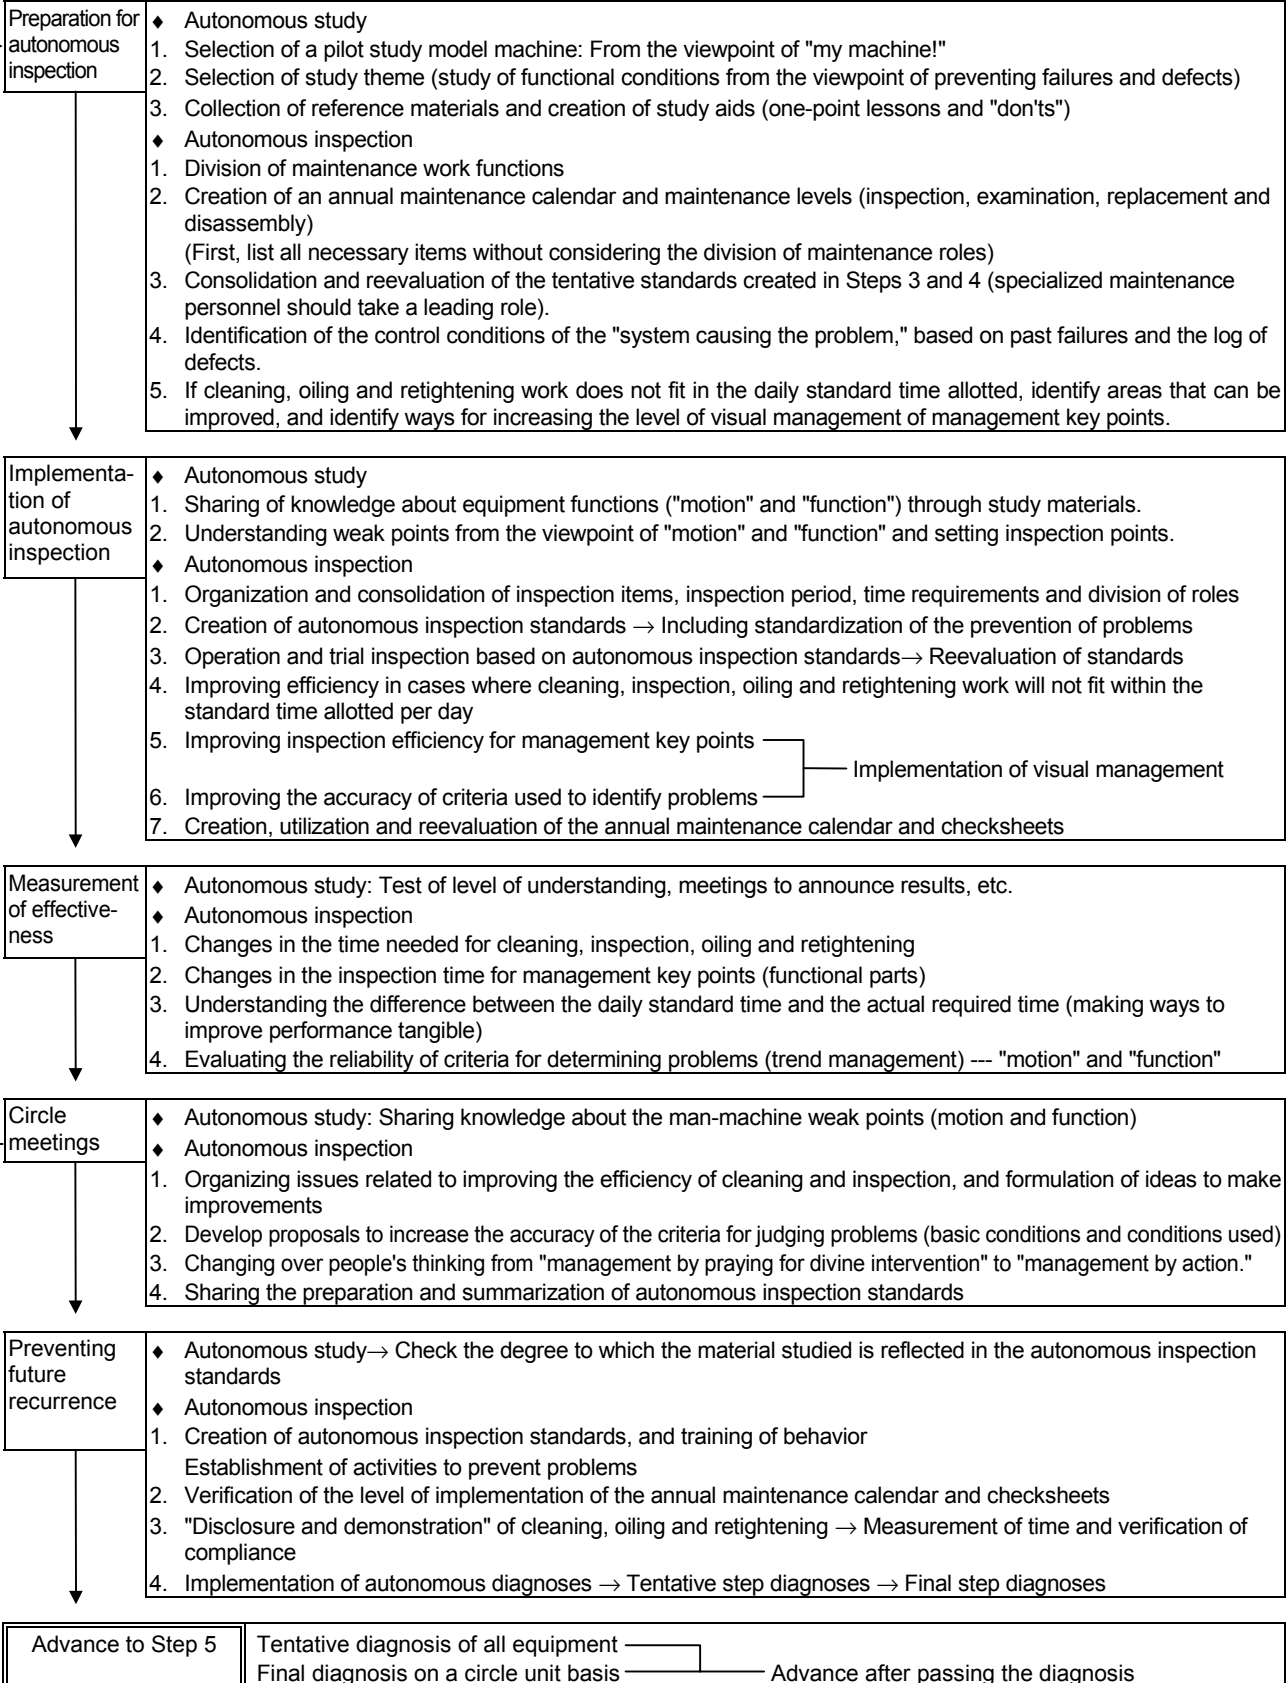 Preparation for
autonomous
inspection
♦ Autonomous study
1. Selection of a pilot study model machine: From the viewpoint of "my machine!"
2. Selection of study theme (study of functional conditions from the viewpoint of preventing failures and defects)
3. Collection of reference materials and creation of study aids (one-point lessons and "don'ts")
♦ Autonomous inspection
1. Division of maintenance work functions
2. Creation of an annual maintenance calendar and maintenance levels (inspection, examination, replacement and
disassembly)
(First, list all necessary items without considering the division of maintenance roles)
3. Consolidation and reevaluation of the tentative standards created in Steps 3 and 4 (specialized maintenance
personnel should take a leading role).
4. Identification of the control conditions of the "system causing the problem," based on past failures and the log of
defects.
5. If cleaning, oiling and retightening work does not fit in the daily standard time allotted, identify areas that can be
improved, and identify ways for increasing the level of visual management of management key points.
Implementa-
tion of
autonomous
inspection
♦ Autonomous study
1. Sharing of knowledge about equipment functions ("motion" and "function") through study materials.
2. Understanding weak points from the viewpoint of "motion" and "function" and setting inspection points.
♦ Autonomous inspection
1. Organization and consolidation of inspection items, inspection period, time requirements and division of roles
2. Creation of autonomous inspection standards → Including standardization of the prevention of problems
3. Operation and trial inspection based on autonomous inspection standards→ Reevaluation of standards
4. Improving efficiency in cases where cleaning, inspection, oiling and retightening work will not fit within the
standard time allotted per day
5. Improving inspection efficiency for management key points
Implementation of visual management
6. Improving the accuracy of criteria used to identify problems
7. Creation, utilization and reevaluation of the annual maintenance calendar and checksheets
Measurement
of effective-
ness
♦ Autonomous study: Test of level of understanding, meetings to announce results, etc.
♦ Autonomous inspection
1. Changes in the time needed for cleaning, inspection, oiling and retightening
2. Changes in the inspection time for management key points (functional parts)
3. Understanding the difference between the daily standard time and the actual required time (making ways to
improve performance tangible)
4. Evaluating the reliability of criteria for determining problems (trend management) --- "motion" and "function"
Circle
meetings
♦ Autonomous study: Sharing knowledge about the man-machine weak points (motion and function)
♦ Autonomous inspection
1. Organizing issues related to improving the efficiency of cleaning and inspection, and formulation of ideas to make
improvements
2. Develop proposals to increase the accuracy of the criteria for judging problems (basic conditions and conditions used)
3. Changing over people's thinking from "management by praying for divine intervention" to "management by action."
4. Sharing the preparation and summarization of autonomous inspection standards
Preventing
future
recurrence
♦ Autonomous study→ Check the degree to which the material studied is reflected in the autonomous inspection
standards
♦ Autonomous inspection
1. Creation of autonomous inspection standards, and training of behavior
Establishment of activities to prevent problems
2. Verification of the level of implementation of the annual maintenance calendar and checksheets
3. "Disclosure and demonstration" of cleaning, oiling and retightening → Measurement of time and verification of
compliance
4. Implementation of autonomous diagnoses → Tentative step diagnoses → Final step diagnoses
Advance to Step 5
Tentative diagnosis of all equipment
Final diagnosis on a circle unit basis
Advance after passing the diagnosis